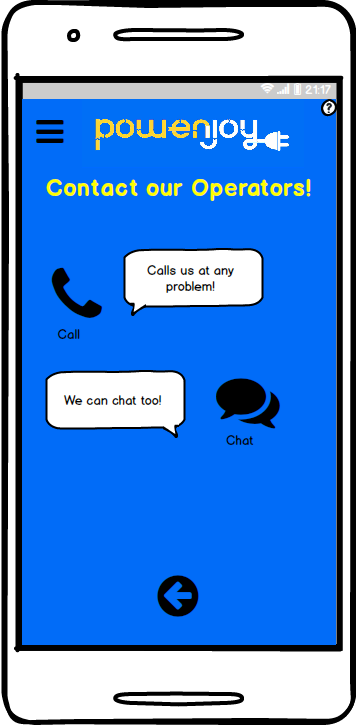 21:17
?
powenjoy
Contact our Operators!
Calls us at any
problem!
Call
We can chat too!
Chat